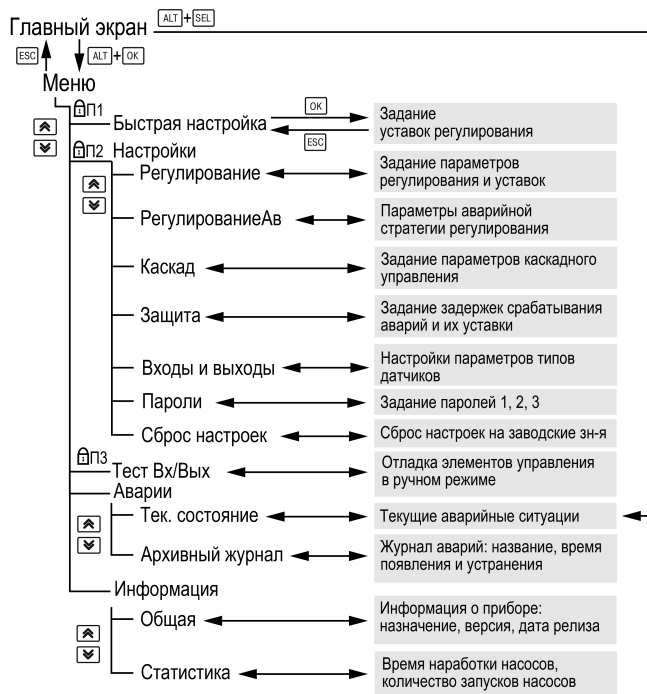 Главный экран ALT+SEL
ESC ALT+OK
Меню
П1
Быстрая настройка
OK
ESC
Задание
уставок регулирования
П2 Настройки
Регулирование
Задание параметров
регулирования и уставок
РегулированиеАв
Параметры аварийной
стратегии регулирования
Каскад
Задание параметров каскадного
управления
Защита
Задание задержек срабатывания
аварий и их уставки
Входы и выходы
Настройки параметров типов
датчиков
Пароли
Задание паролей 1, 2, 3
Сброс настроек
Сброс настроек на заводские зн-я
П3
Тест Вх/Вых
Отладка элементов управления
в ручном режиме
Аварии
Тек. состояние
Текущие аварийные ситуации
Архивный журнал
Журнал аварий: название, время
появления и устранения
Информация
Общая
Информация о приборе:
назначение, версия, дата релиза
Статистика
Время наработки насосов,
количество запусков насосов